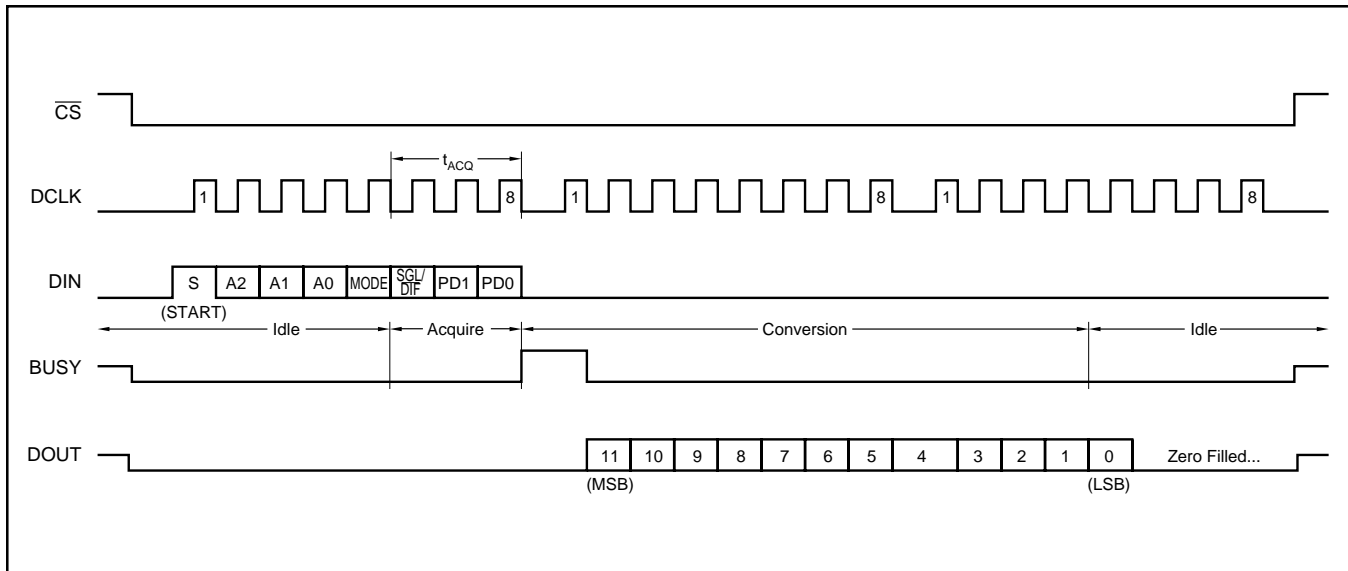 CS
tACQ
DCLK 1 8 1 8 1 8
DIN S A2 A1 A0 MODE SGL/DIF PD1 PD0
(START)
Idle Acquire Conversion Idle
BUSY
DOUT 11 10 9 8 7 6 5 4 3 2 1 0 Zero Filled...
(MSB) (LSB)